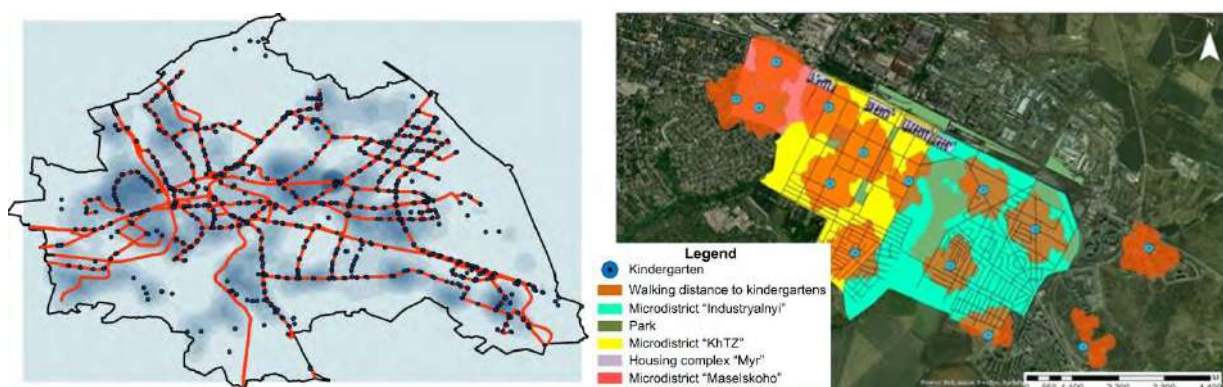 N
Legend
Kindergarten
Walking distance to kindergartens
Microdistrict “Industryalnyi”
Park
Microdistrict “KhTZ”
Housing complex “Myr”
Microdistrict “Maselskoho”